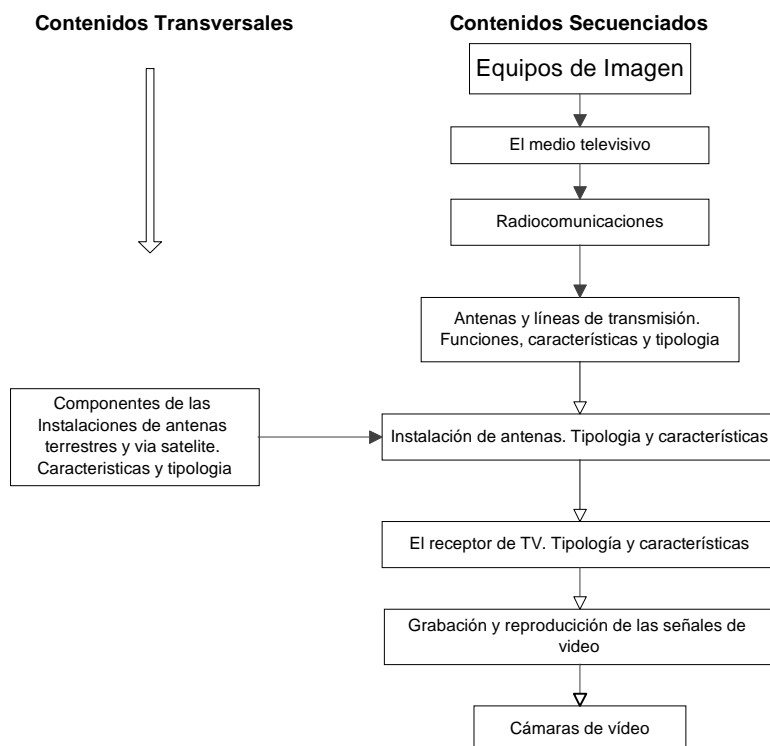 Contenidos Transversales
Contenidos Secuenciados
Equipos de Imagen
El medio televisivo
Radiocomunicaciones
Antenas y líneas de transmisión.
Funciones, características y tipologia
Componentes de las
Instalaciones de antenas
terrestres y via satelite.
Caracteristicas y tipologia
Instalación de antenas. Tipologia y características
El receptor de TV. Tipología y características
Grabación y reproducición de las señales de
video
Cámaras de vídeo